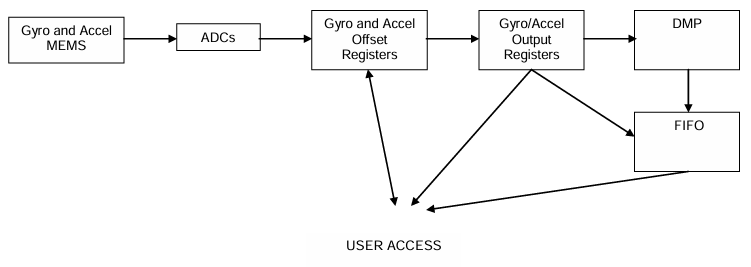 Gyro and Accel
MEMS
ADCs
Gyro and Accel
Offset
Registers
Gyro/Accel
Output
Registers
DMP
FIFO
USER ACCESS